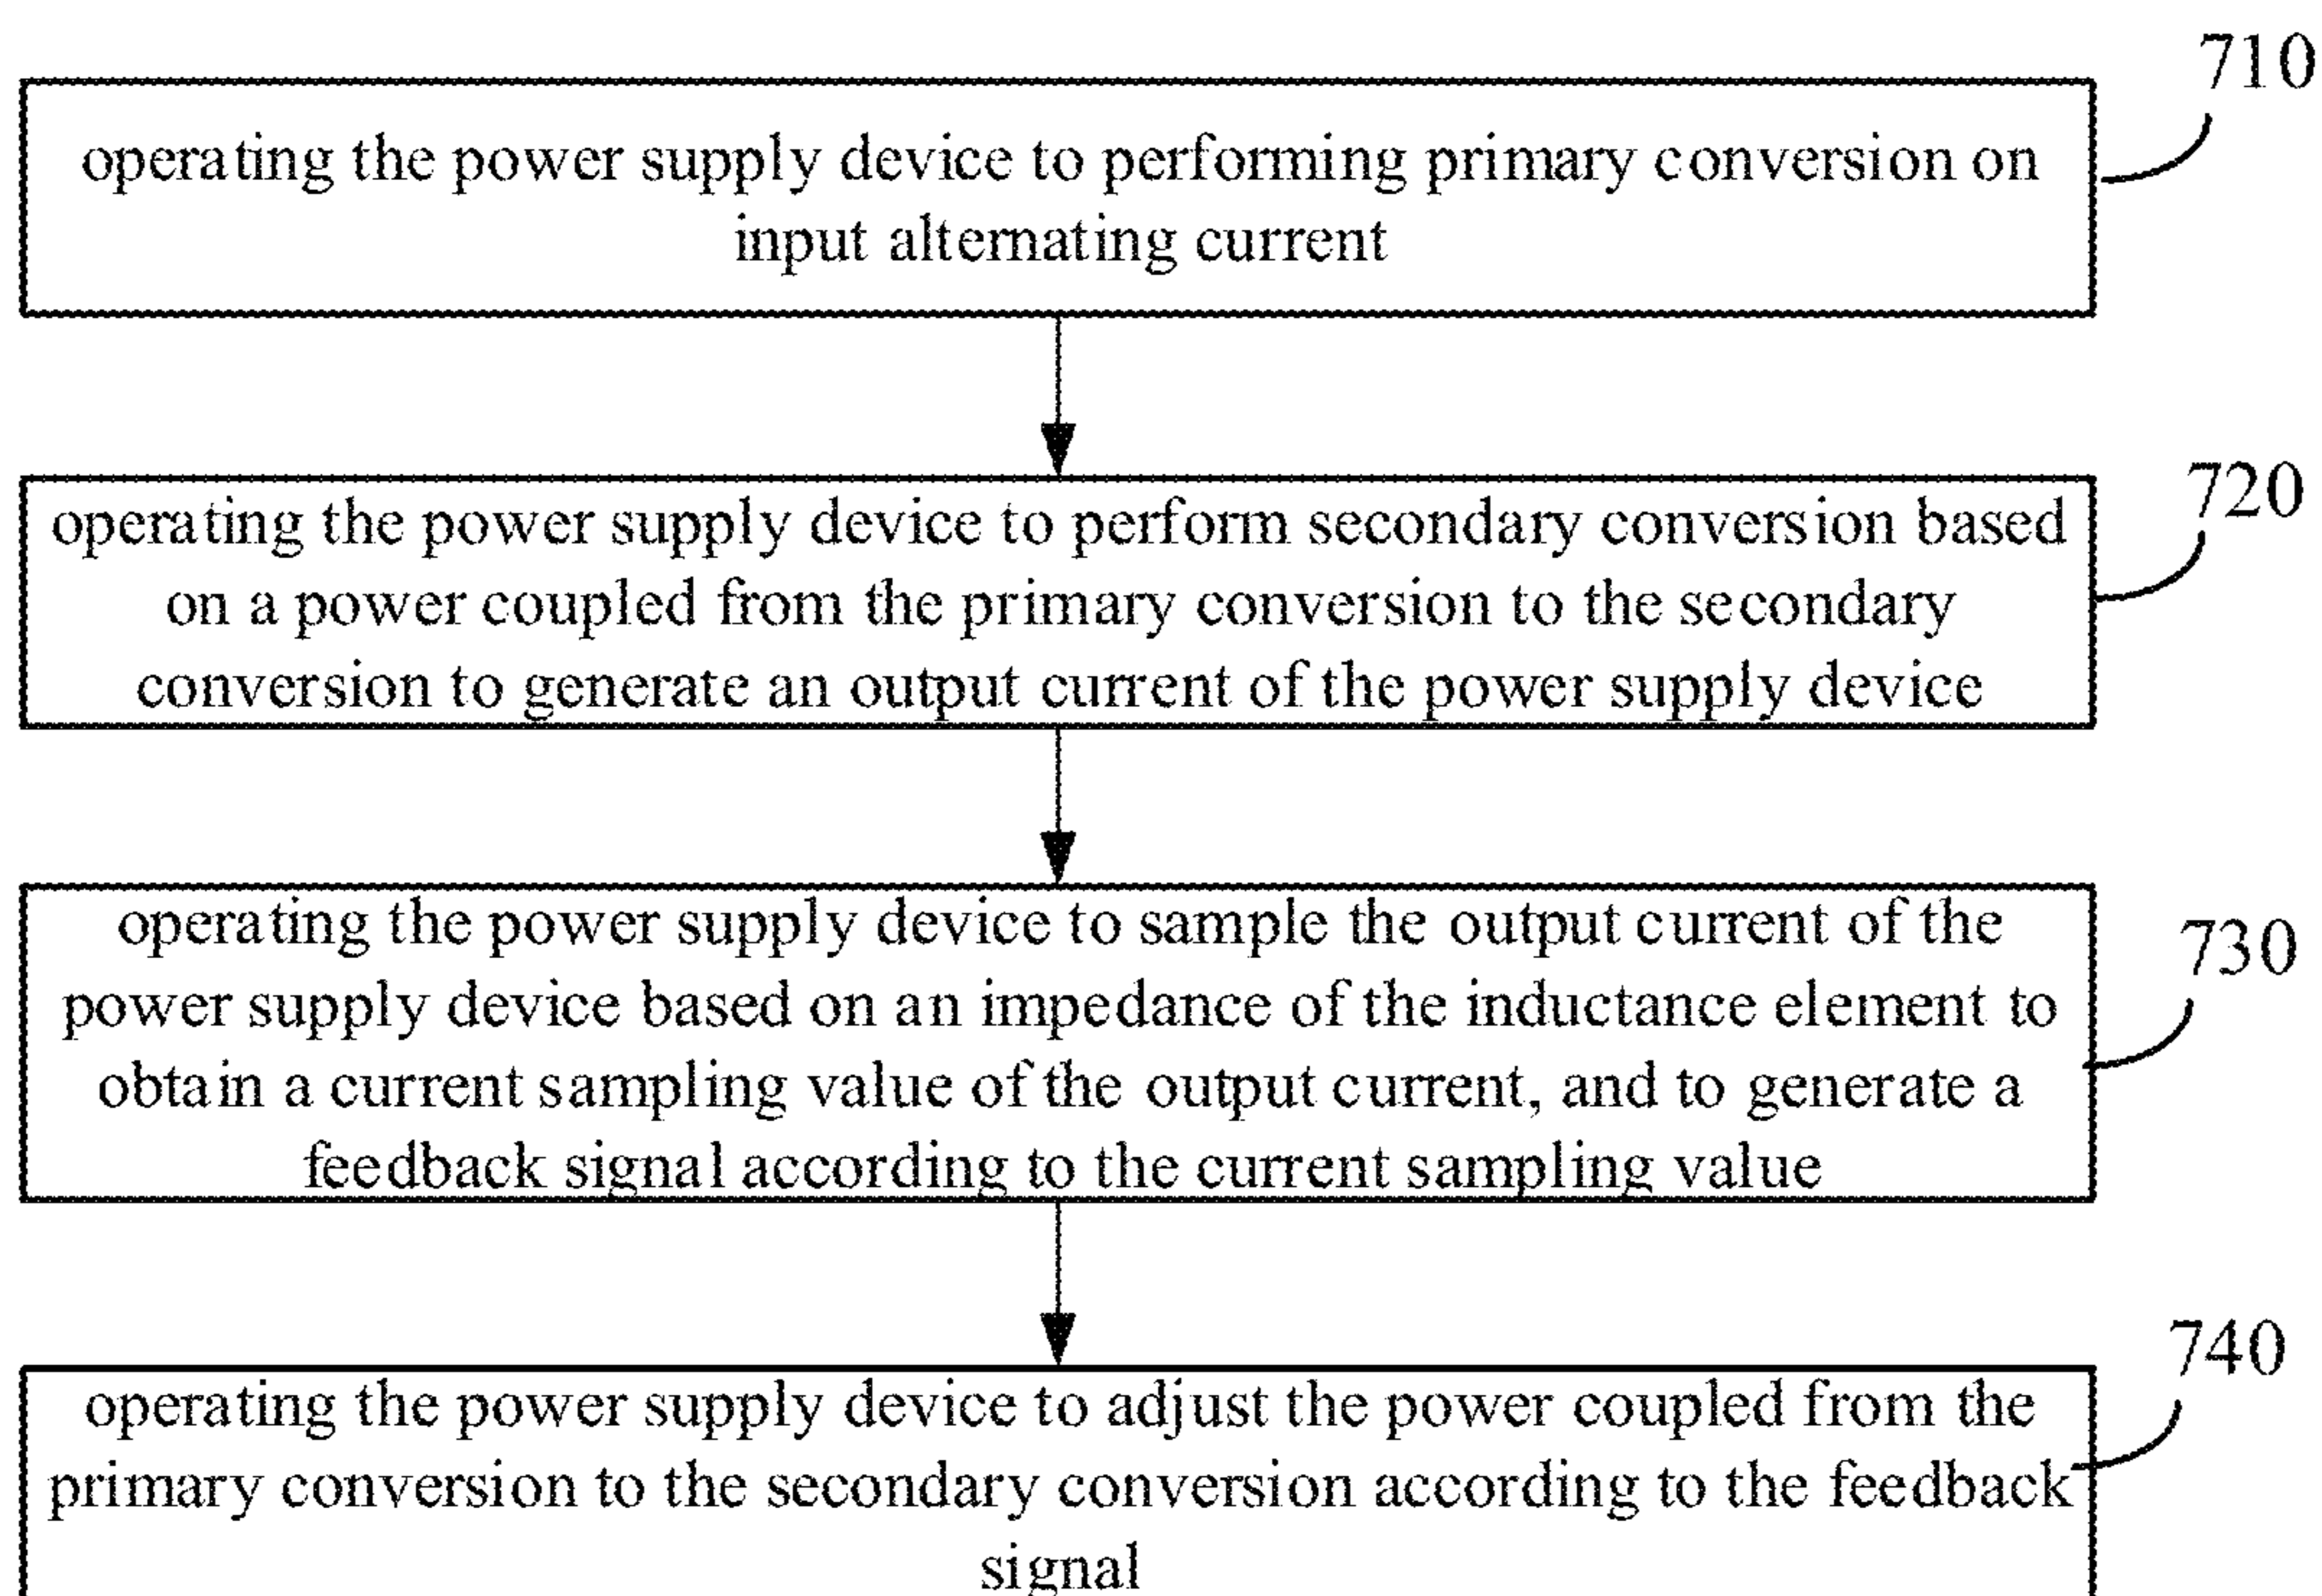 710
operating the power supply device to performing primary conversion on
input alternating current
720
operating the power supply device to perform secondary conversion based
on a power coupled from the primary conversion to the secondary
conversion to generate an output current of the power supply device
730
operating the power supply device to sample the output current of the
power supply device based on an impedance of the inductance element to
obtain a current sampling value of the output current, and to generate a
feedback signal according to the current sampling value
740
operating the power supply device to adjust the power coupled from the
primary conversion to the secondary conversion according to the feedback
signal